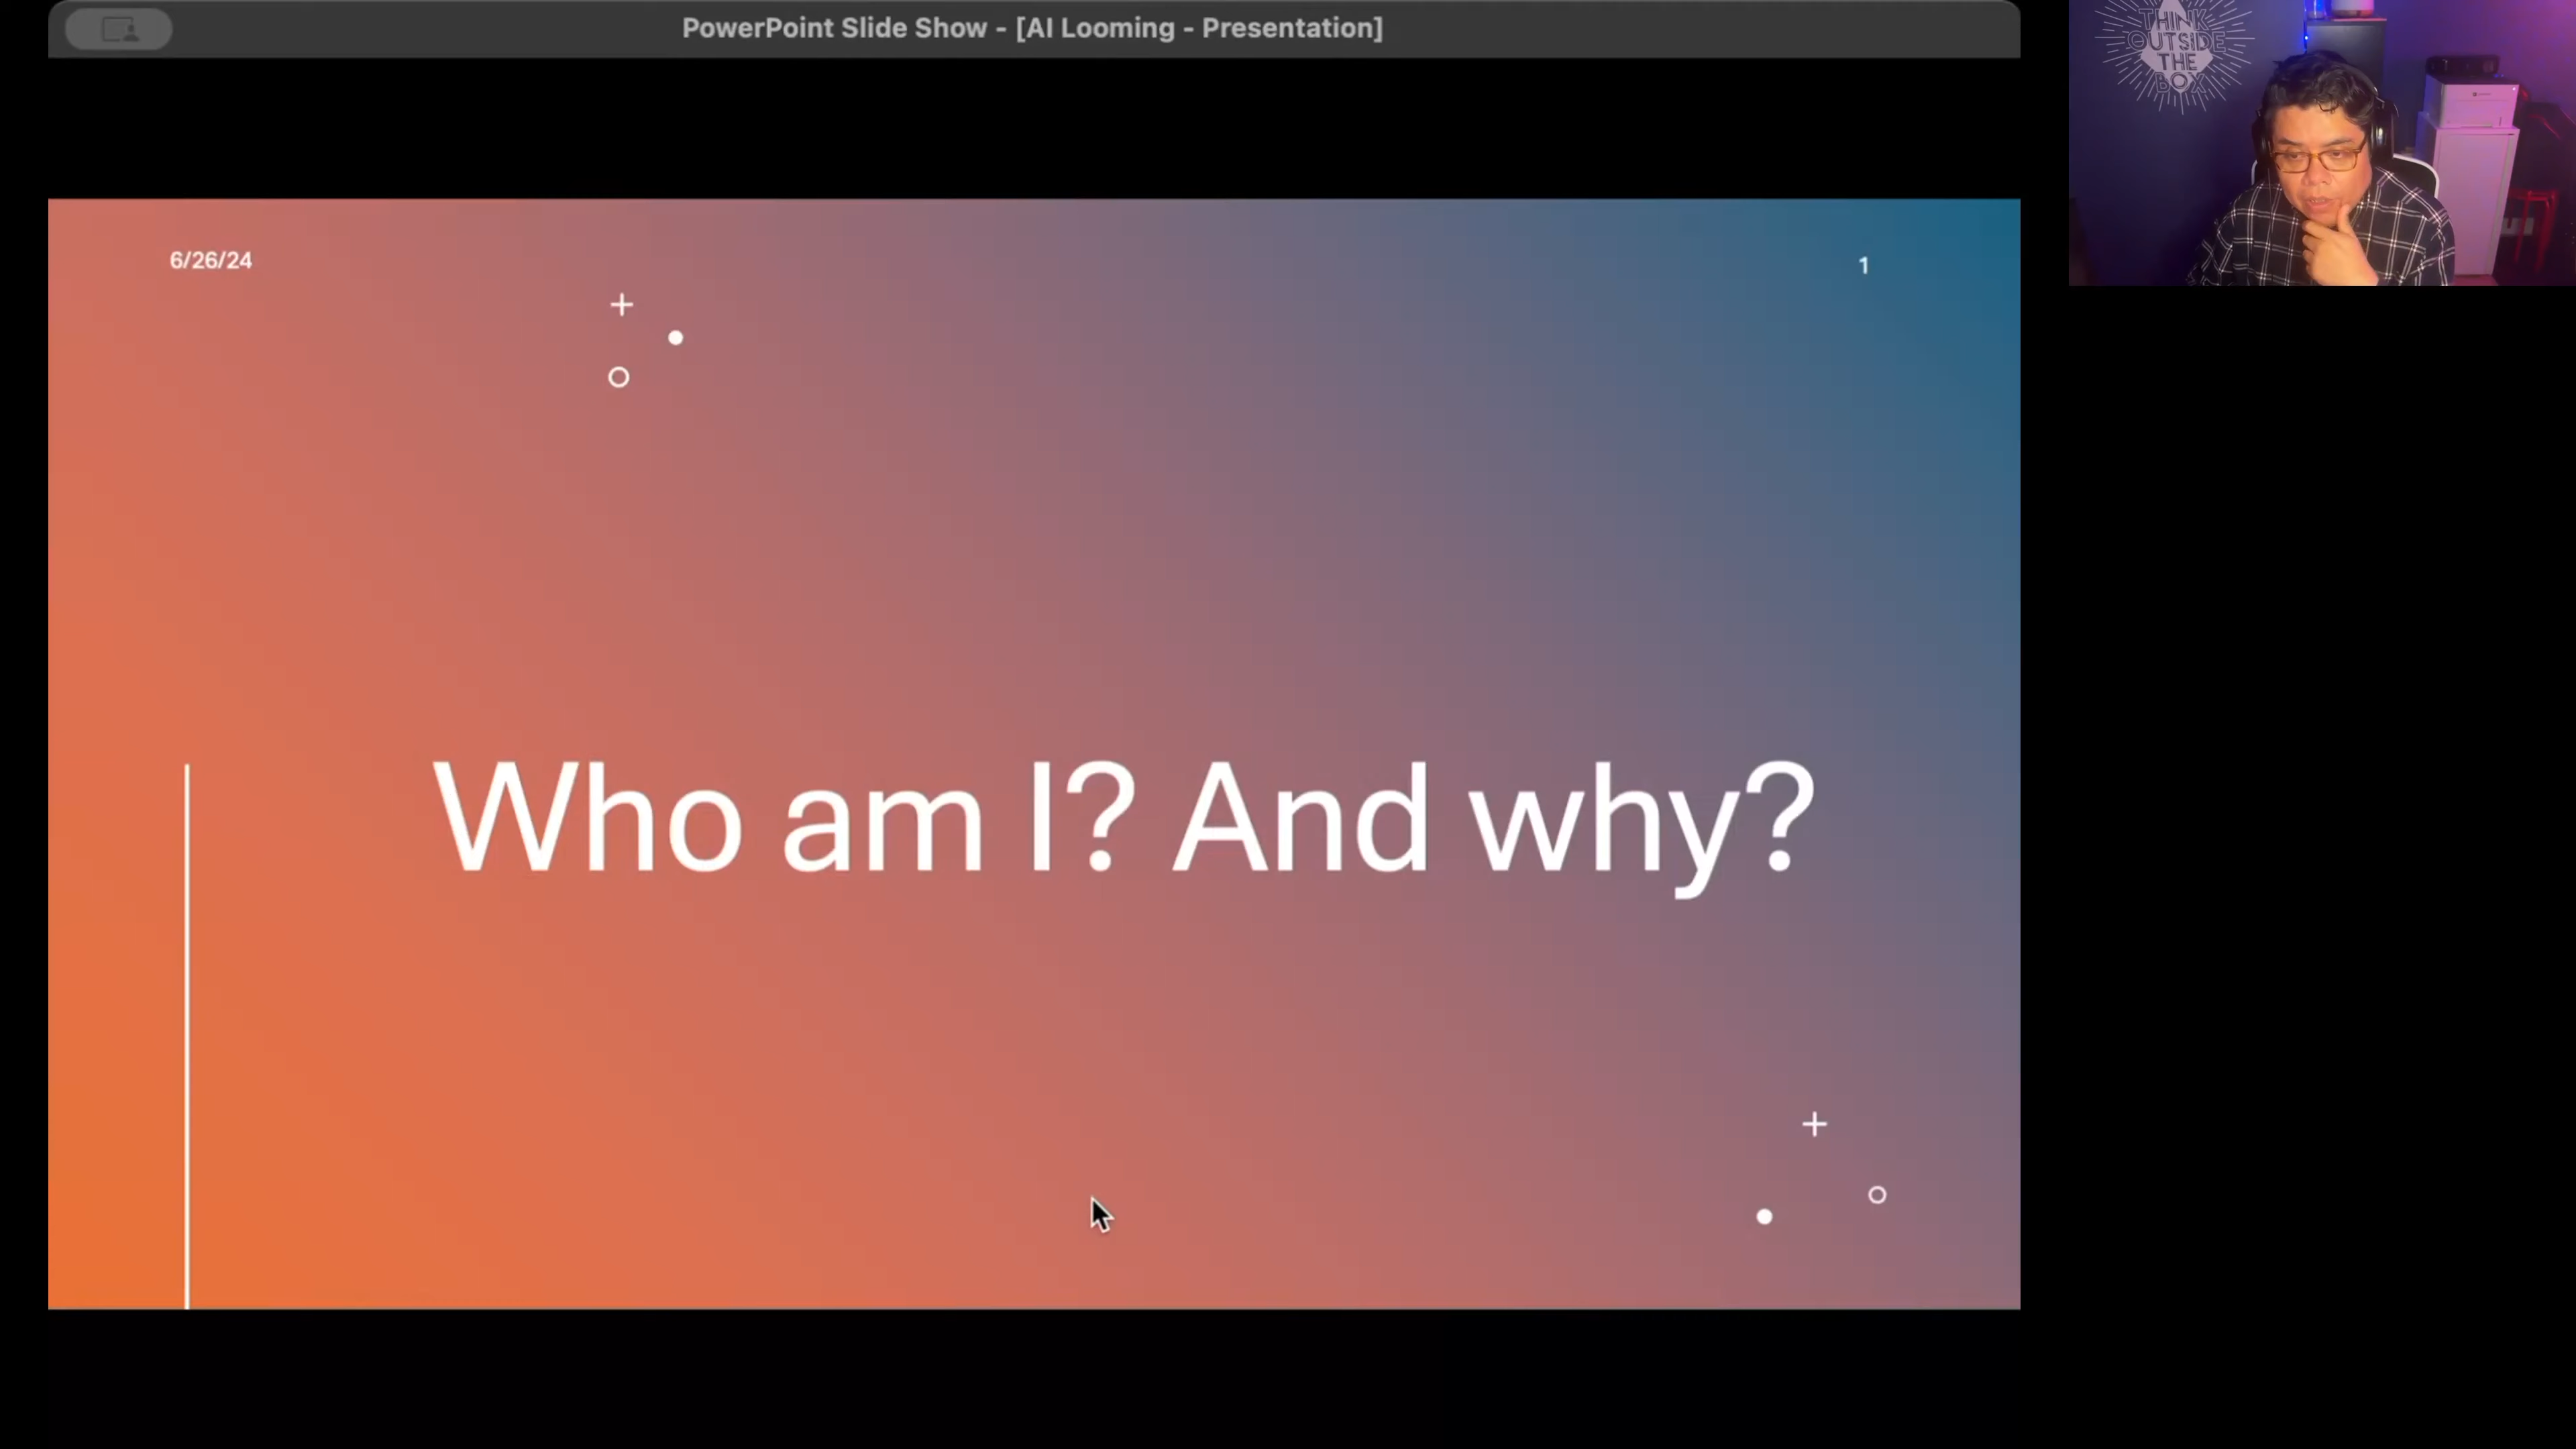 PowerPoint Slide Show - [AI Looming - Presentation]
THINK
OUTSIDE
THE
BOX
6/26/24
1
Who am I? And why?